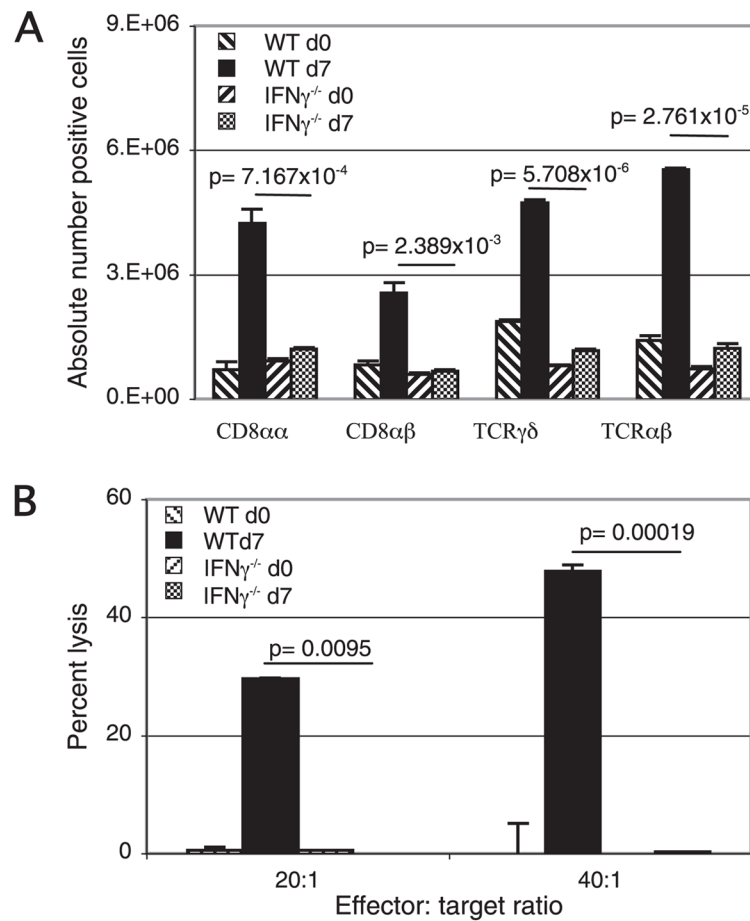 A
Absolute number positive cells
9.E+06
6.E+06
3.E+06
0.E+00
WT d0
WT d7
IFNγ-/- d0
IFNγ-/- d7
p= 7.167x10-4
p= 2.389x10-3
p= 5.708x10-6
p= 2.761x10-5
CD8αα CD8αβ TCRγδ TCRαβ
B
Percent lysis
60
40
20
0
WT d0
WTd7
IFNγ-/- d0
IFNγ-/- d7
p= 0.0095
p= 0.00019
20:1 40:1
Effector: target ratio